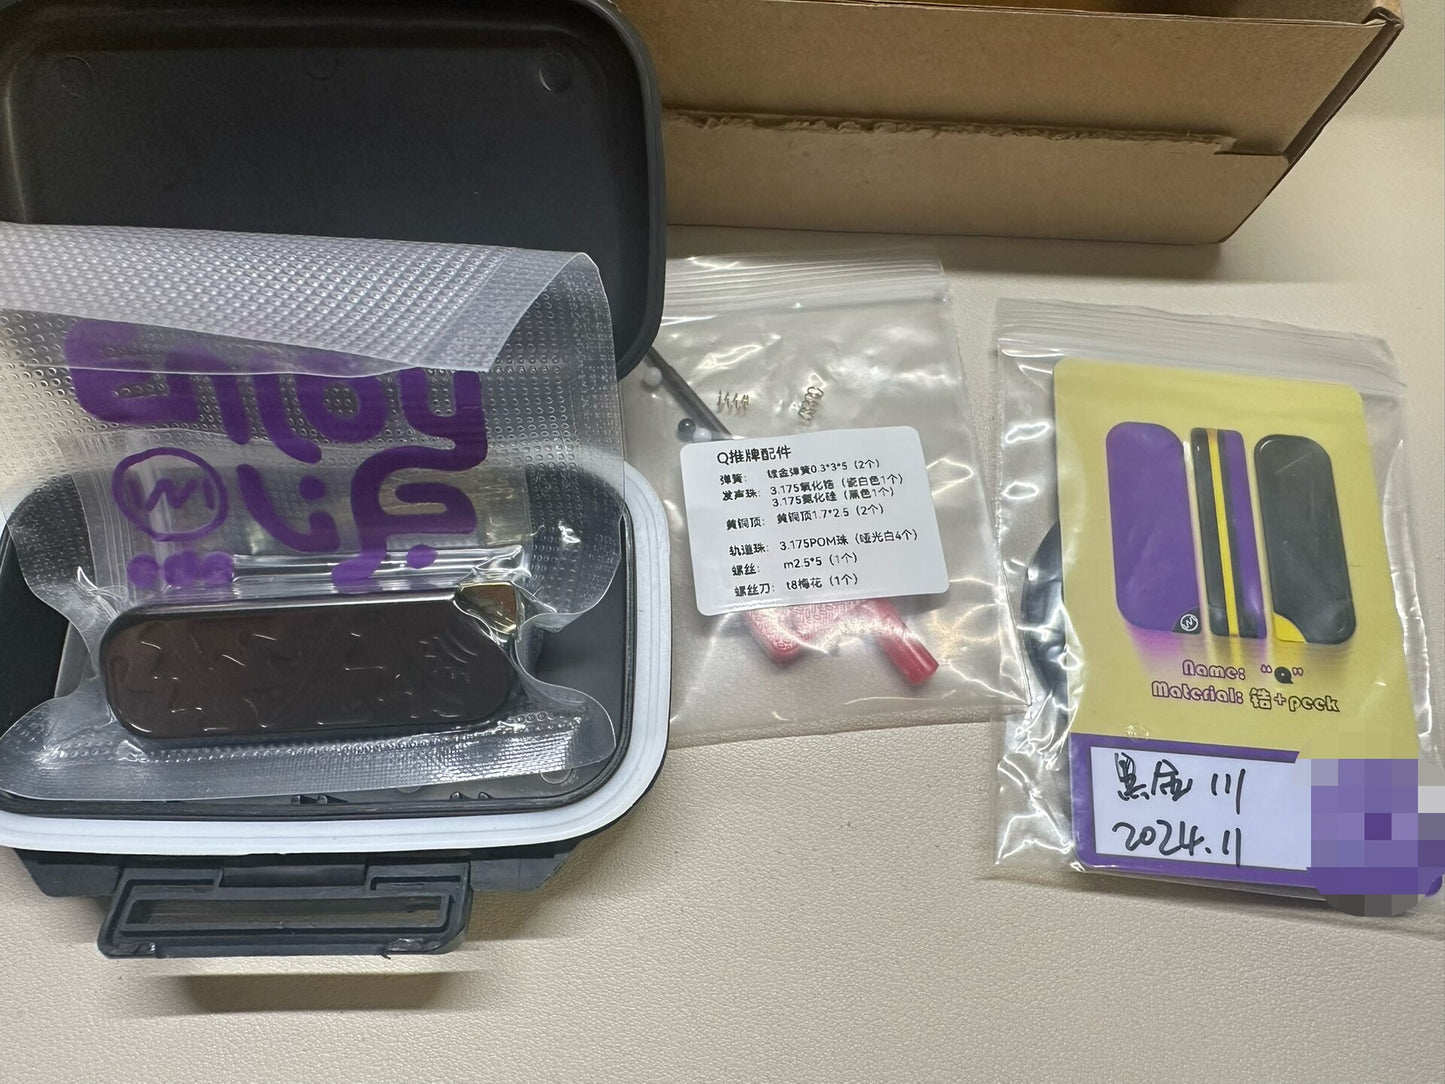 Enjoy
edc
Q推牌配件
弹簧： 镀金弹簧0.3*3*5（2个）
发声珠： 3.175氧化锆（瓷白色1个）
3.175氮化硅（黑色1个）
黄铜顶： 黄铜顶1.7*2.5（2个）
轨道珠： 3.175POM珠（哑光白4个）
螺丝： m2.5*5（1个）
螺丝刀： t8梅花（1个）
Name: “Q”
Material: 锆+peek
黑金 111
2024.11